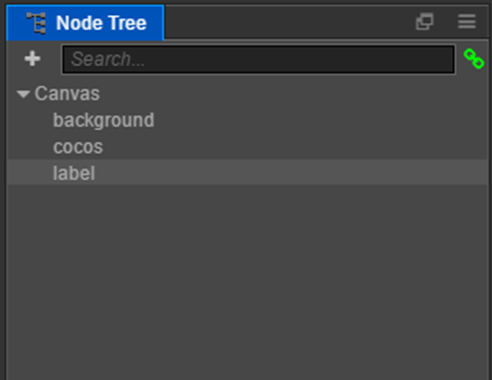 Node Tree
Search...
Canvas
background
cocos
label